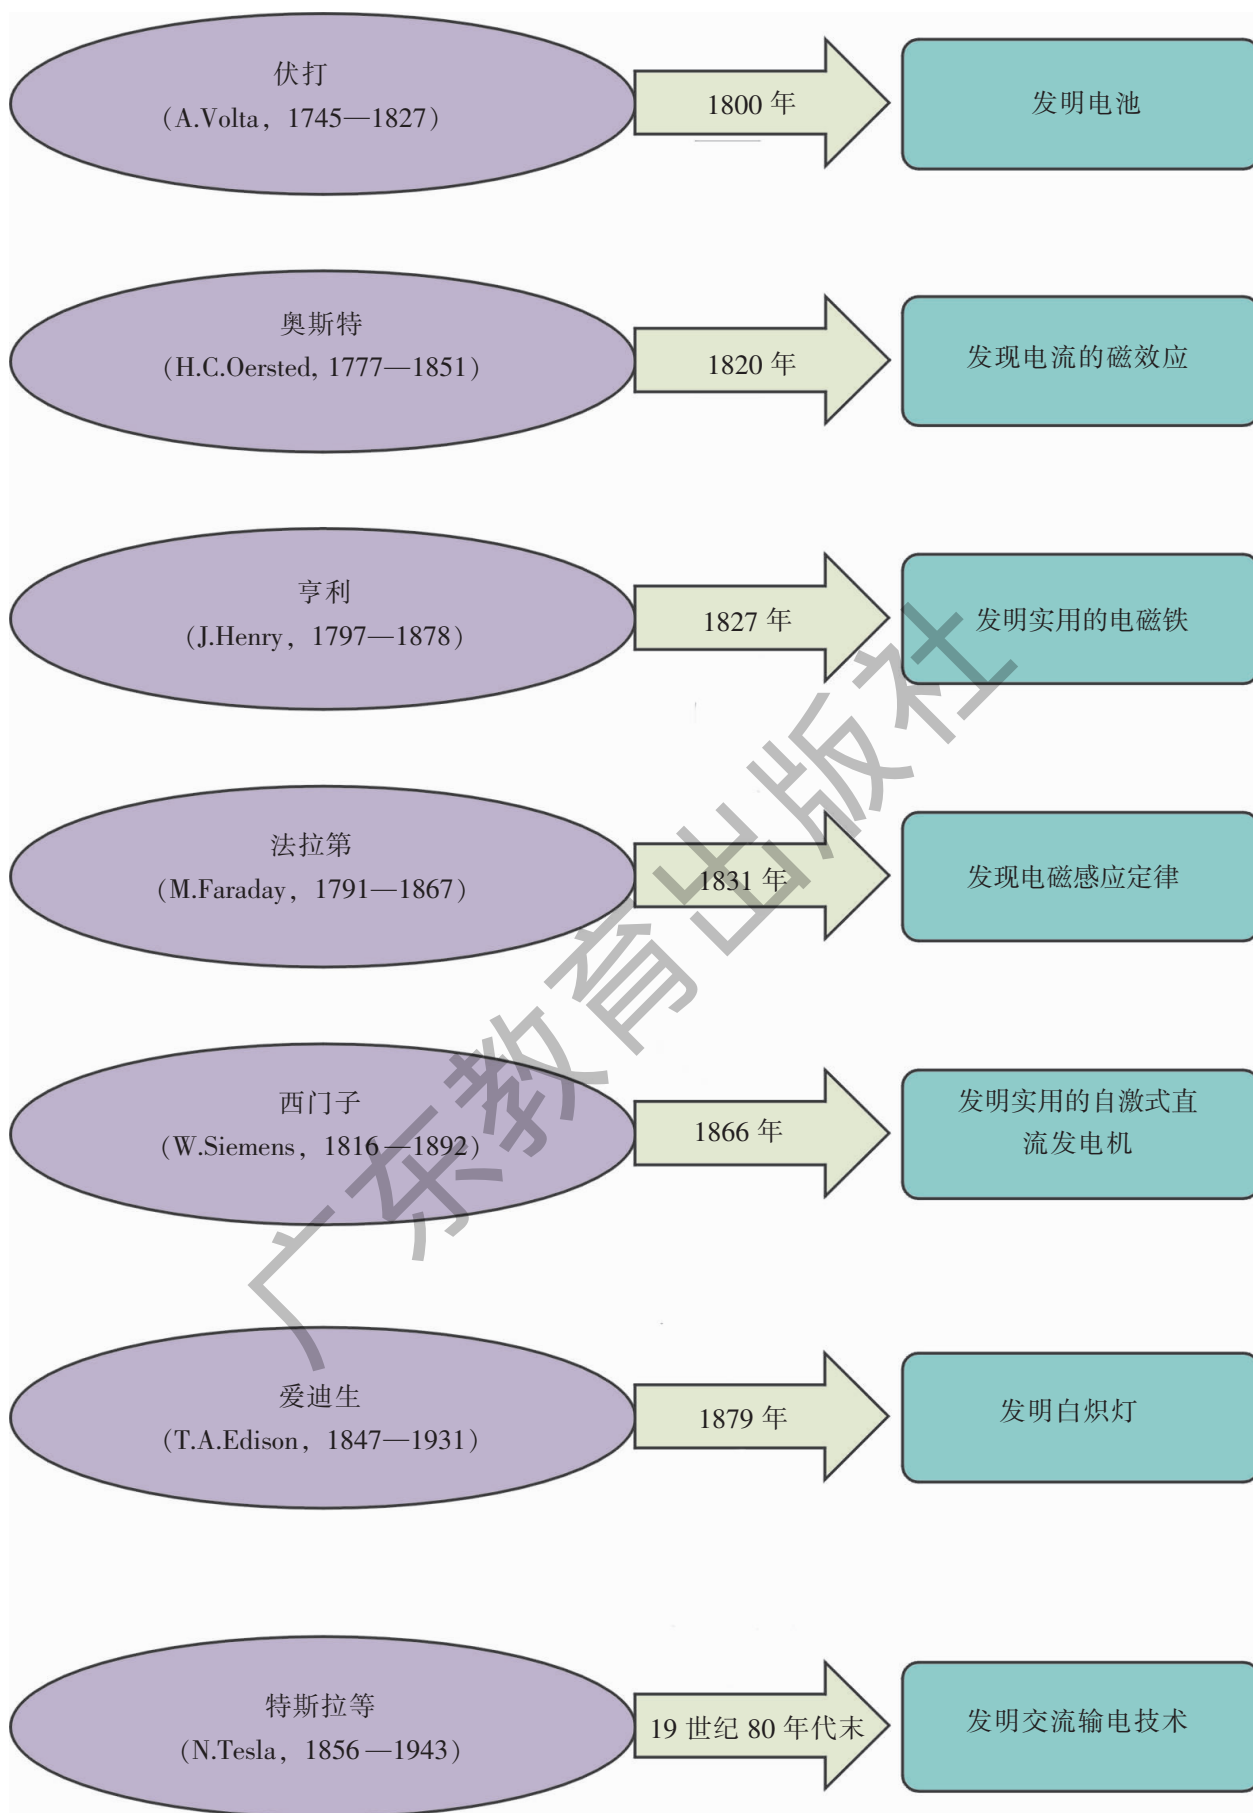 伏打
(A.Volta, 1745—1827)
1800 年
发明电池
奥斯特
(H.C.Oersted, 1777—1851)
1820 年
发现电流的磁效应
亨利
(J.Henry, 1797—1878)
1827 年
发明实用的电磁铁
法拉第
(M.Faraday, 1791—1867)
1831 年
发现电磁感应定律
西门子
(W.Siemens, 1816—1892)
1866 年
发明实用的自激式直
流发电机
爱迪生
(T.A.Edison, 1847—1931)
1879 年
发明白炽灯
特斯拉等
(N.Tesla, 1856—1943)
19 世纪 80 年代末
发明交流输电技术
广东教育出版社